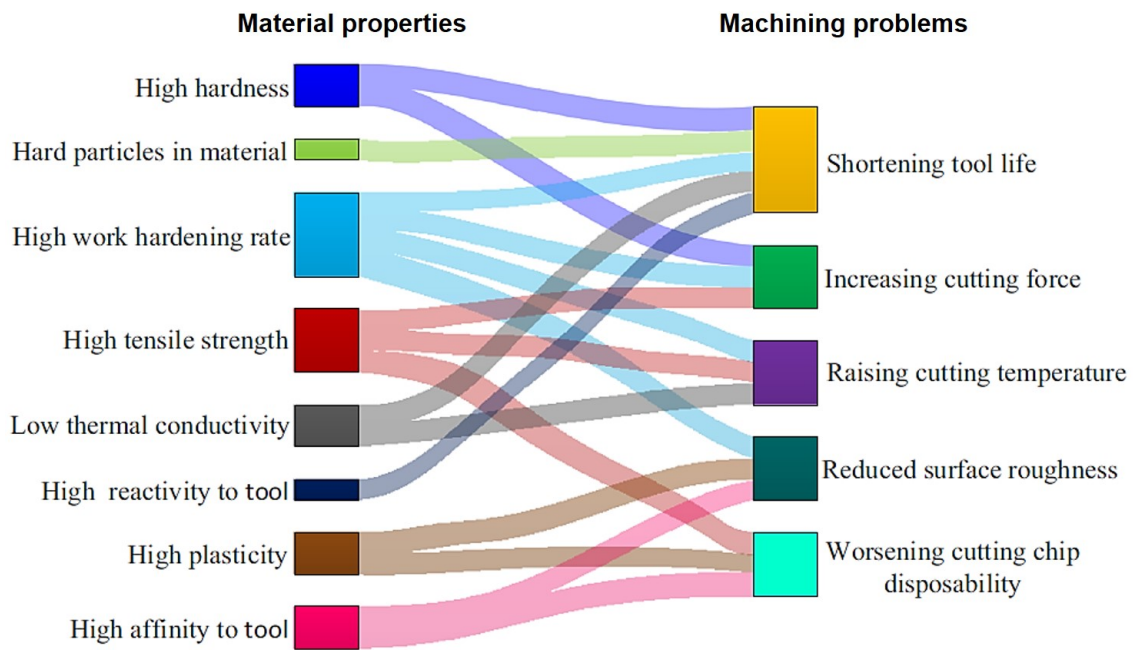 Material properties
Machining problems
High hardness
Hard particles in material
High work hardening rate
High tensile strength
Low thermal conductivity
High reactivity to tool
High plasticity
High affinity to tool
Shortening tool life
Increasing cutting force
Raising cutting temperature
Reduced surface roughness
Worsening cutting chip
disposability